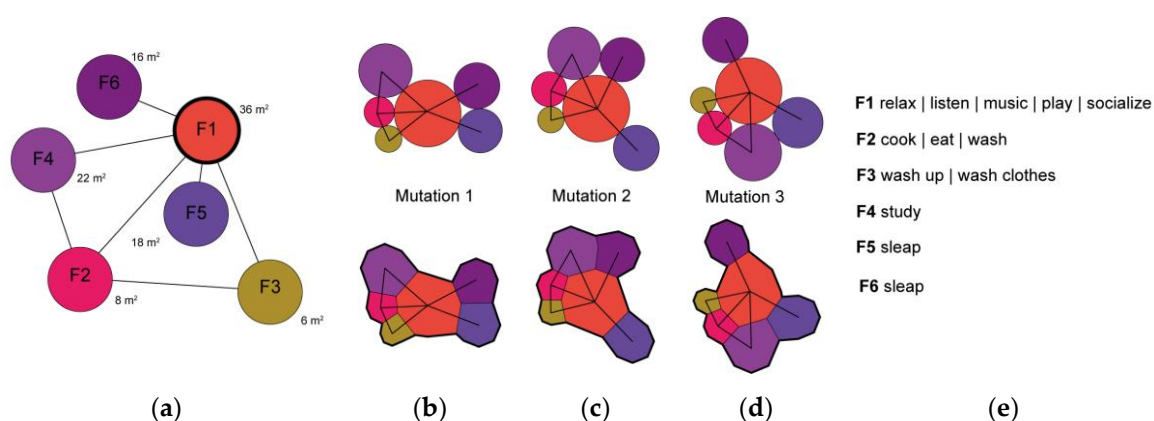 16 m²
F6
36 m²
F1
F4
22 m²
F5
18 m²
F2
8 m²
F3
6 m²
(a)
Mutation 1
(b)
Mutation 2
(c)
Mutation 3
(d)
F1 relax | listen | music | play | socialize
F2 cook | eat | wash
F3 wash up | wash clothes
F4 study
F5 sleap
F6 sleap
(e)